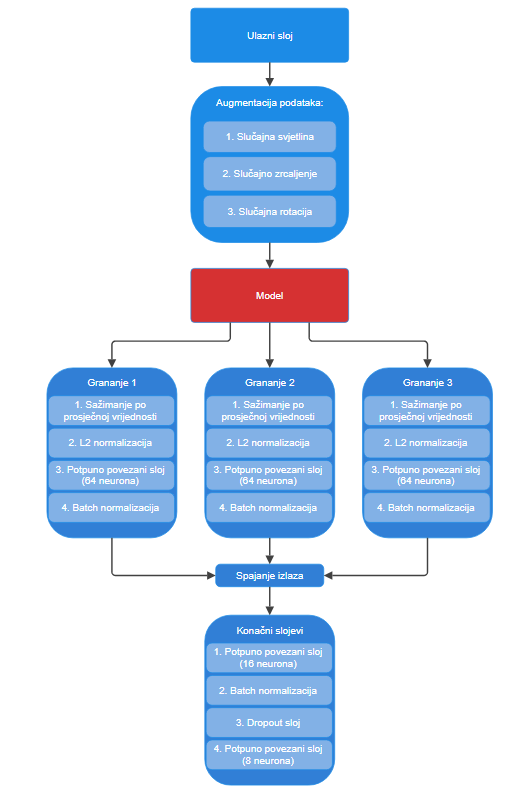 Ulazni sloj
Augmentacija podataka:
1. Slučajna svjetlina
2. Slučajno zrcaljenje
3. Slučajna rotacija
Model
Grananje 1
1. Sažimanje po
prosječnoj vrijednosti
2. L2 normalizacija
3. Potpuno povezani sloj
(64 neurona)
4. Batch normalizacija
Grananje 2
1. Sažimanje po
prosječnoj vrijednosti
2. L2 normalizacija
3. Potpuno povezani sloj
(64 neurona)
4. Batch normalizacija
Grananje 3
1. Sažimanje po
prosječnoj vrijednosti
2. L2 normalizacija
3. Potpuno povezani sloj
(64 neurona)
4. Batch normalizacija
Spajanje izlaza
Konačni slojevi
1. Potpuno povezani sloj
(16 neurona)
2. Batch normalizacija
3. Dropout sloj
4. Potpuno povezani sloj
(8 neurona)